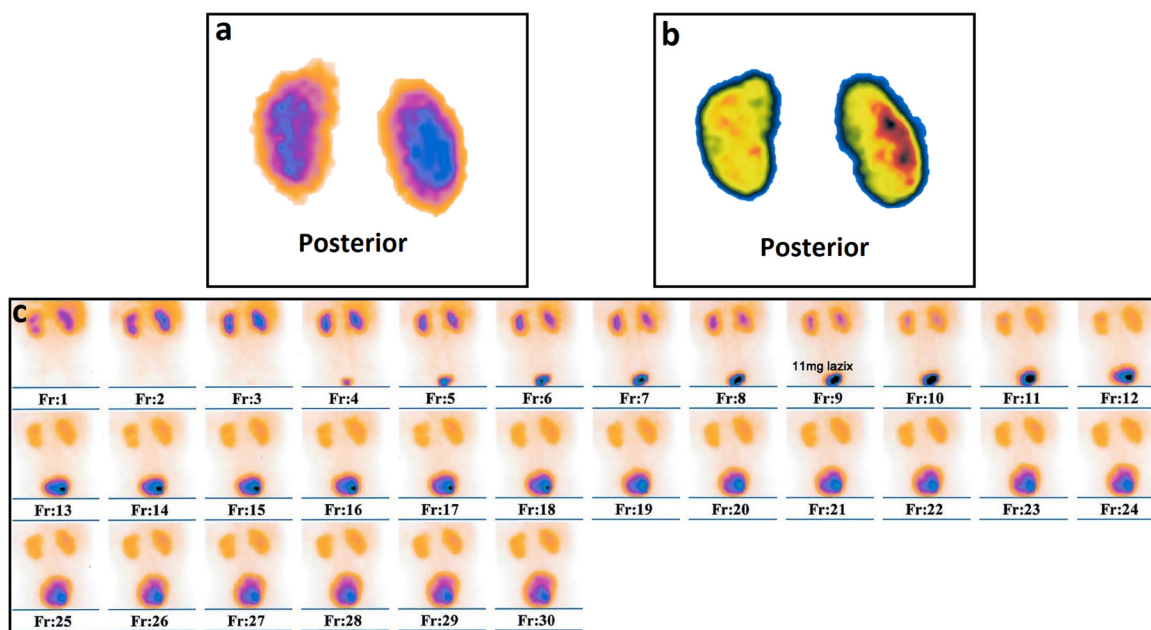 a
Posterior
b
Posterior
c
11mg lazix
Fr:1 Fr:2 Fr:3 Fr:4 Fr:5 Fr:6 Fr:7 Fr:8 Fr:9 Fr:10 Fr:11 Fr:12
Fr:13 Fr:14 Fr:15 Fr:16 Fr:17 Fr:18 Fr:19 Fr:20 Fr:21 Fr:22 Fr:23 Fr:24
Fr:25 Fr:26 Fr:27 Fr:28 Fr:29 Fr:30